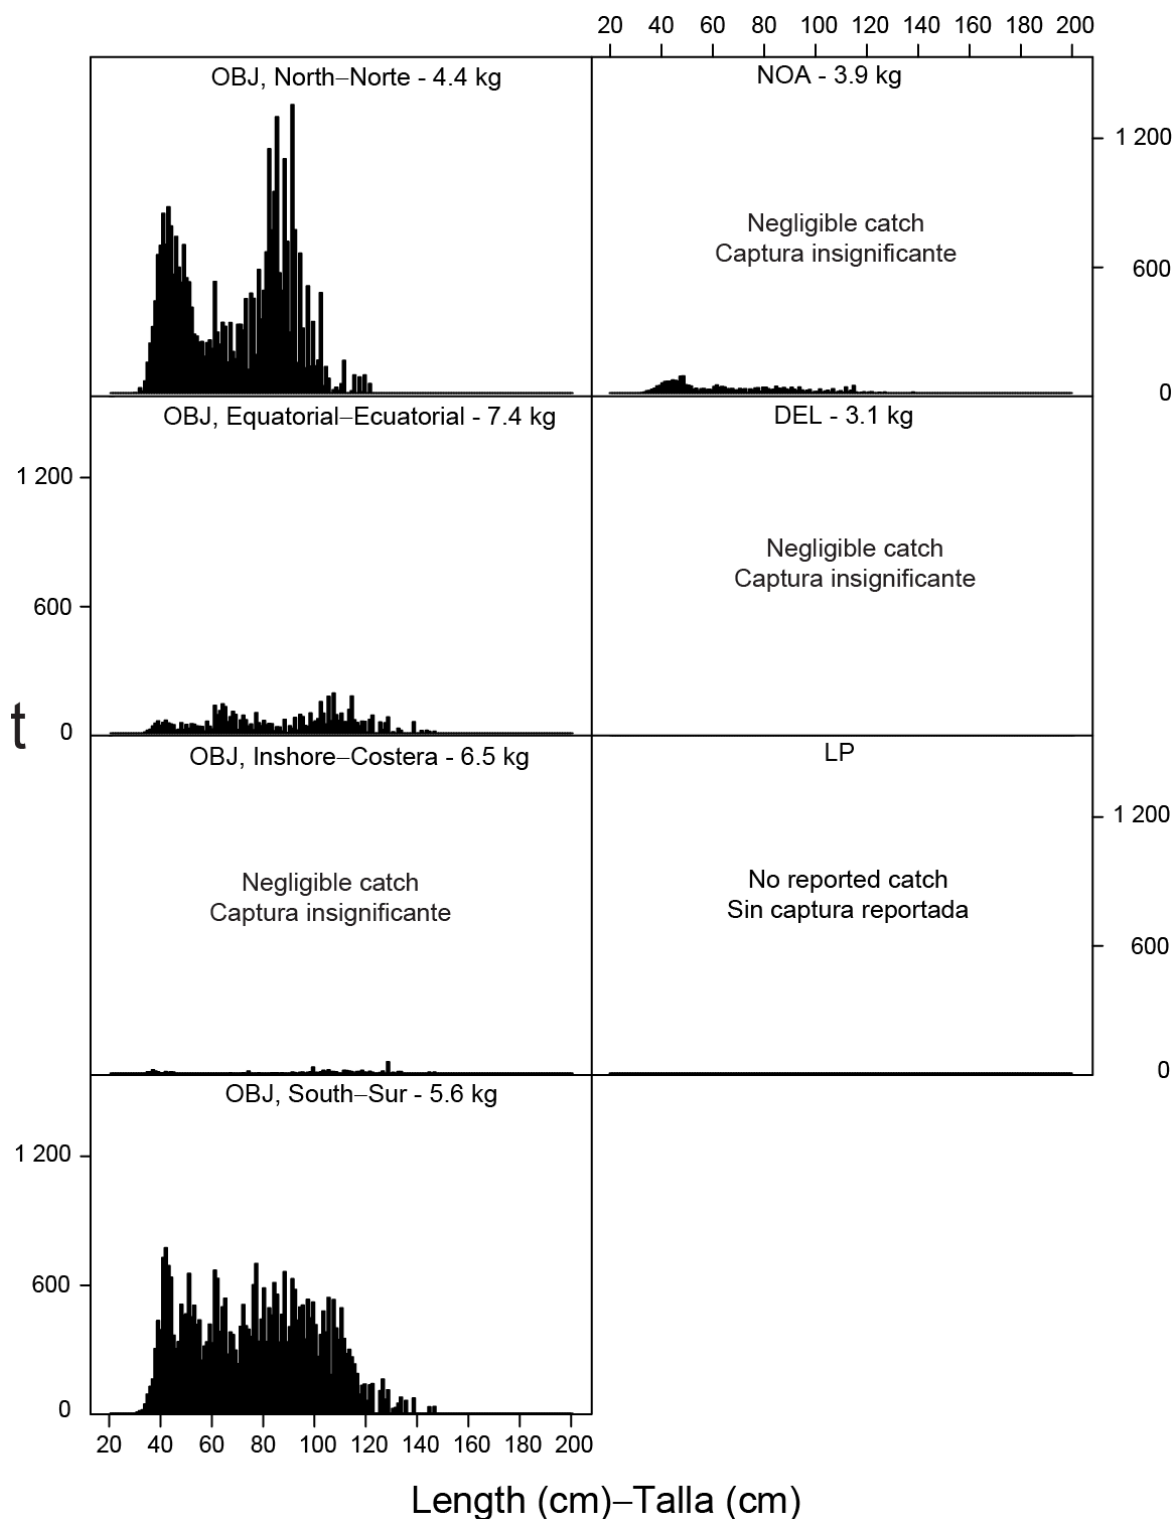 20 40 60 80 100 120 140 160 180 200
OBJ, North–Norte - 4.4 kg
NOA - 3.9 kg
1 200
Negligible catch
Captura insignificante
600
0
OBJ, Equatorial–Ecuatorial - 7.4 kg
DEL - 3.1 kg
1 200
Negligible catch
Captura insignificante
600
t
0
OBJ, Inshore–Costera - 6.5 kg
LP
1 200
Negligible catch
Captura insignificante
No reported catch
Sin captura reportada
600
0
OBJ, South–Sur - 5.6 kg
1 200
600
0
20 40 60 80 100 120 140 160 180 200
Length (cm)–Talla (cm)